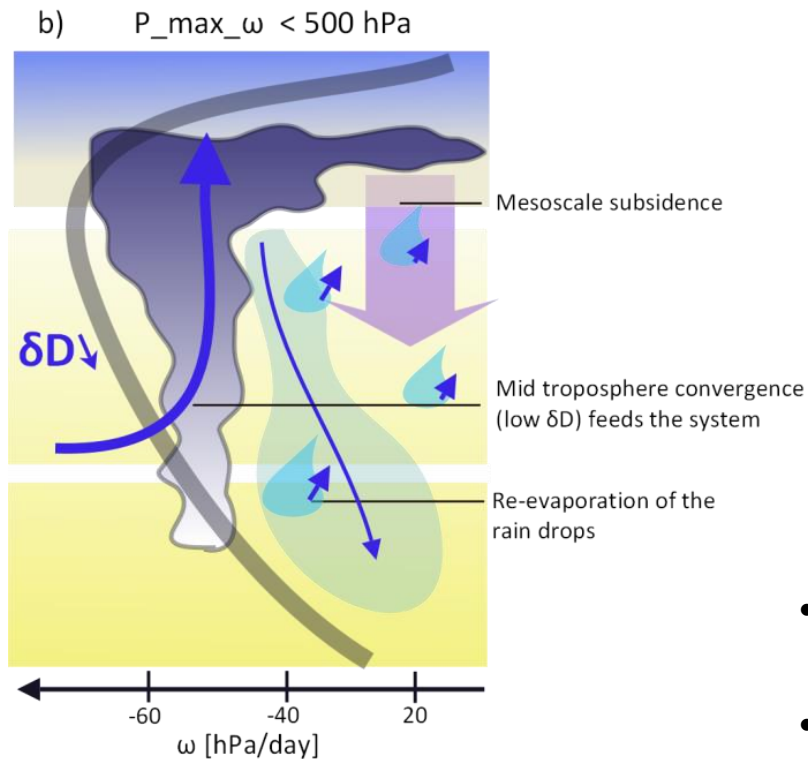 b) P_max_ω < 500 hPa
Mesoscale subsidence
δD↘
Mid troposphere convergence
(low δD) feeds the system
Re-evaporation of the
rain drops
-60 -40 20
ω [hPa/day]
•
•